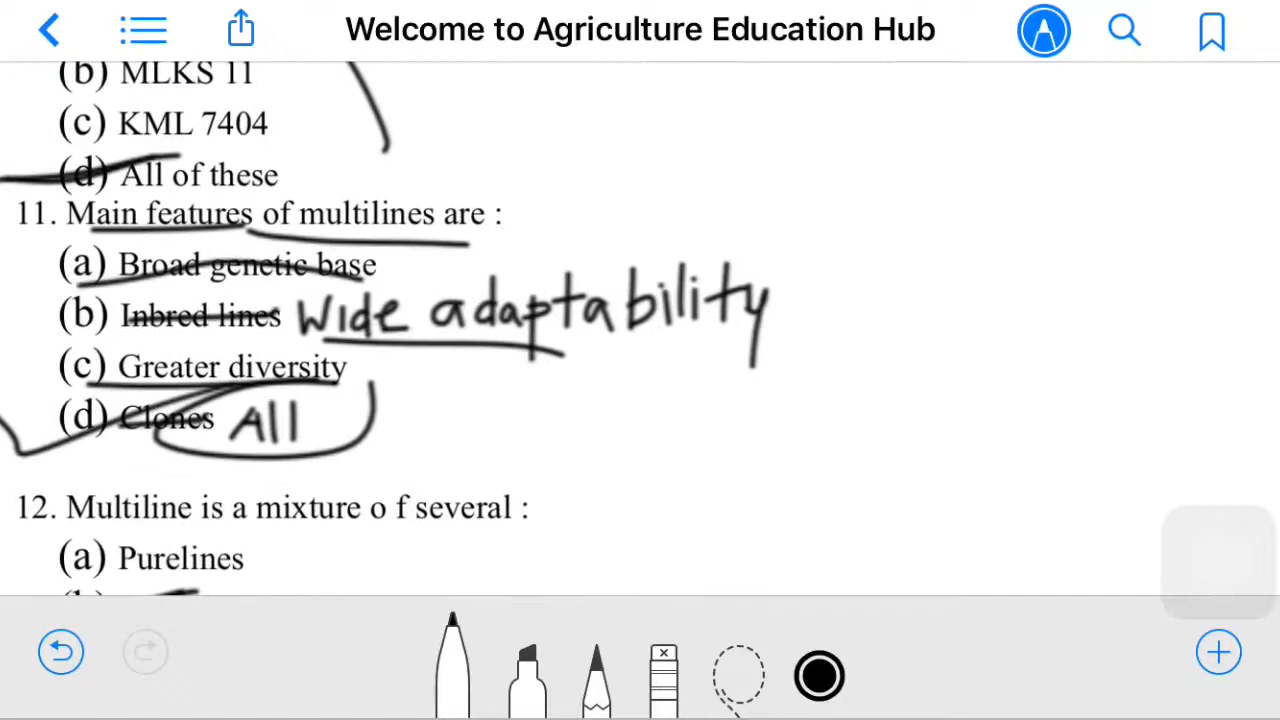 Welcome to Agriculture Education Hub
(b) MLKS 11
(c) KML 7404
(d) All of these
11. Main features of multilines are :
(a) Broad genetic base
(b) Inbred lines Wide adaptability
(c) Greater diversity
(d) Clones All
12. Multiline is a mixture o f several :
(a) Purelines